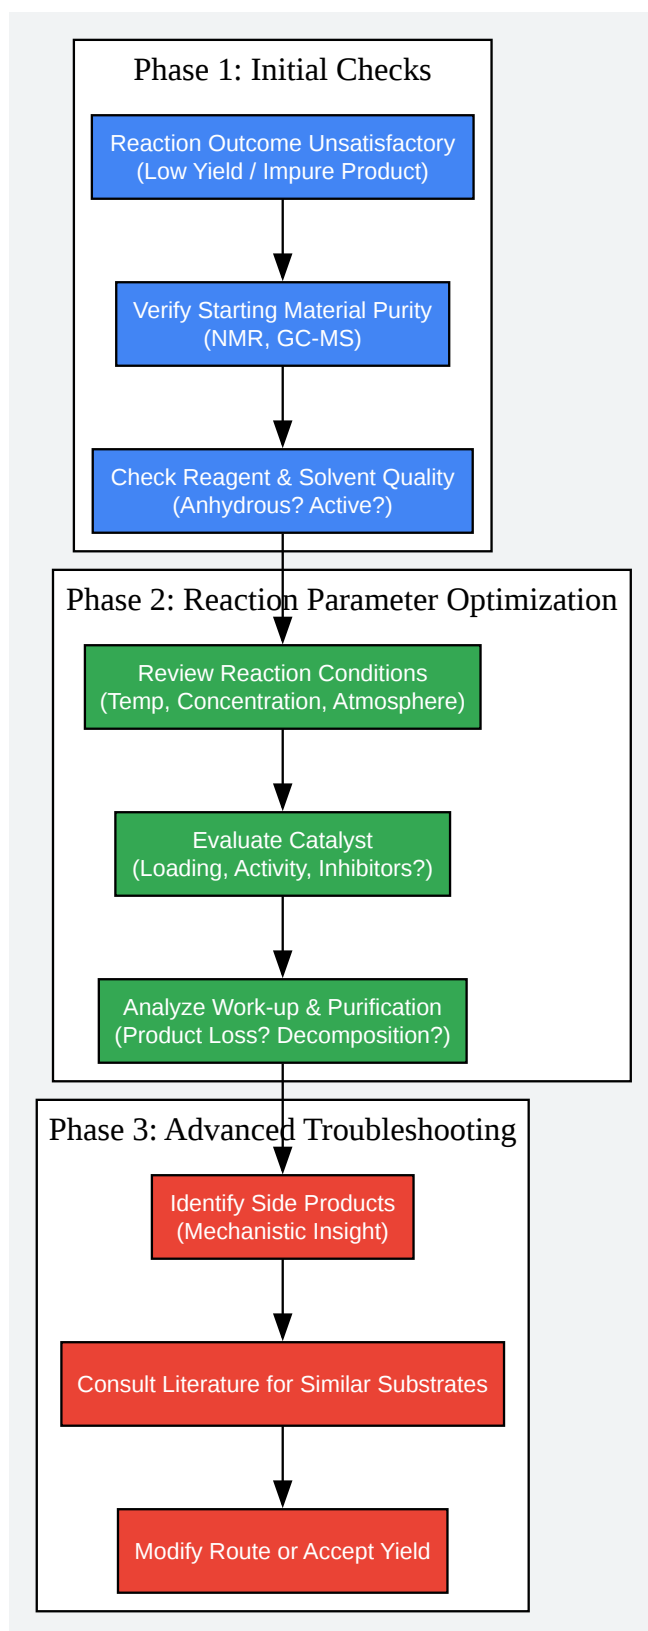 Phase 1: Initial Checks
Reaction Outcome Unsatisfactory
(Low Yield / Impure Product)
Verify Starting Material Purity
(NMR, GC-MS)
Check Reagent & Solvent Quality
(Anhydrous? Active?)
Phase 2: Reaction Parameter Optimization
Review Reaction Conditions
(Temp, Concentration, Atmosphere)
Evaluate Catalyst
(Loading, Activity, Inhibitors?)
Analyze Work-up & Purification
(Product Loss? Decomposition?)
Phase 3: Advanced Troubleshooting
Identify Side Products
(Mechanistic Insight)
Consult Literature for Similar Substrates
Modify Route or Accept Yield